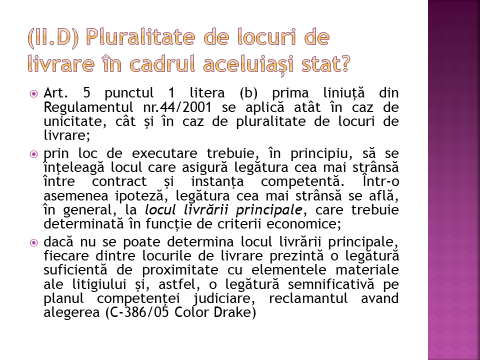 (II.D) Pluralitate de locuri de
livrare în cadrul aceluiași stat?
Art. 5 punctul 1 litera (b) prima liniuță din
Regulamentul nr.44/2001 se aplică atât în caz de
unicitate, cât și în caz de pluralitate de locuri de
livrare;
prin loc de executare trebuie, în principiu, să se
înțeleagă locul care asigură legătura cea mai strânsă
între contract și instanța competentă. Într-o
asemenea ipoteză, legătura cea mai strânsă se află,
în general, la locul livrării principale, care trebuie
determinată în funcție de criterii economice;
dacă nu se poate determina locul livrării principale,
fiecare dintre locurile de livrare prezintă o legătură
suficientă de proximitate cu elementele materiale
ale litigiului și, astfel, o legătură semnificativă pe
planul competenței judiciare, reclamantul avand
alegerea (C-386/05 Color Drake)